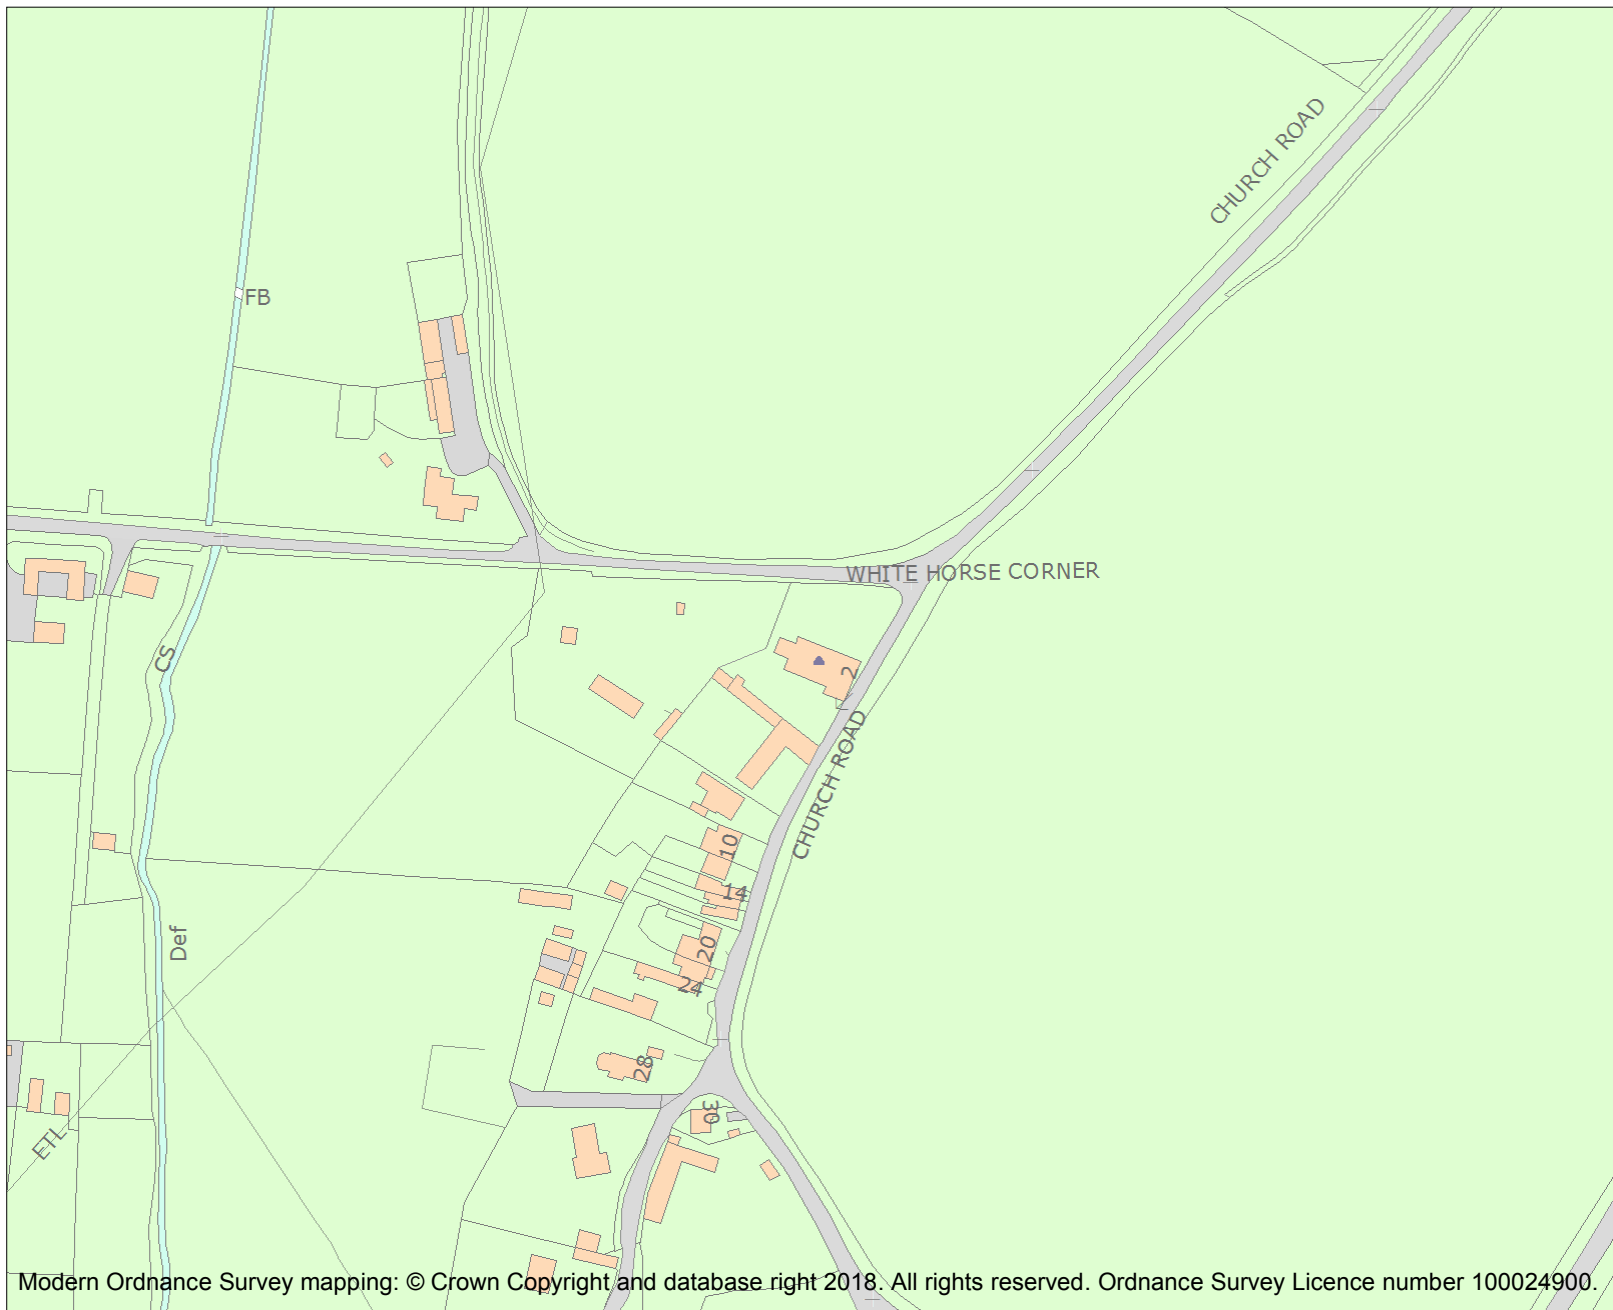 CHURCH ROAD
FB
WHITE HORSE CORNER
CS
2
CHURCH ROAD
10
14
Def
20
24
28
30
ETL
Modern Ordnance Survey mapping: © Crown Copyright and database right 2018. All rights reserved. Ordnance Survey Licence number 100024900.